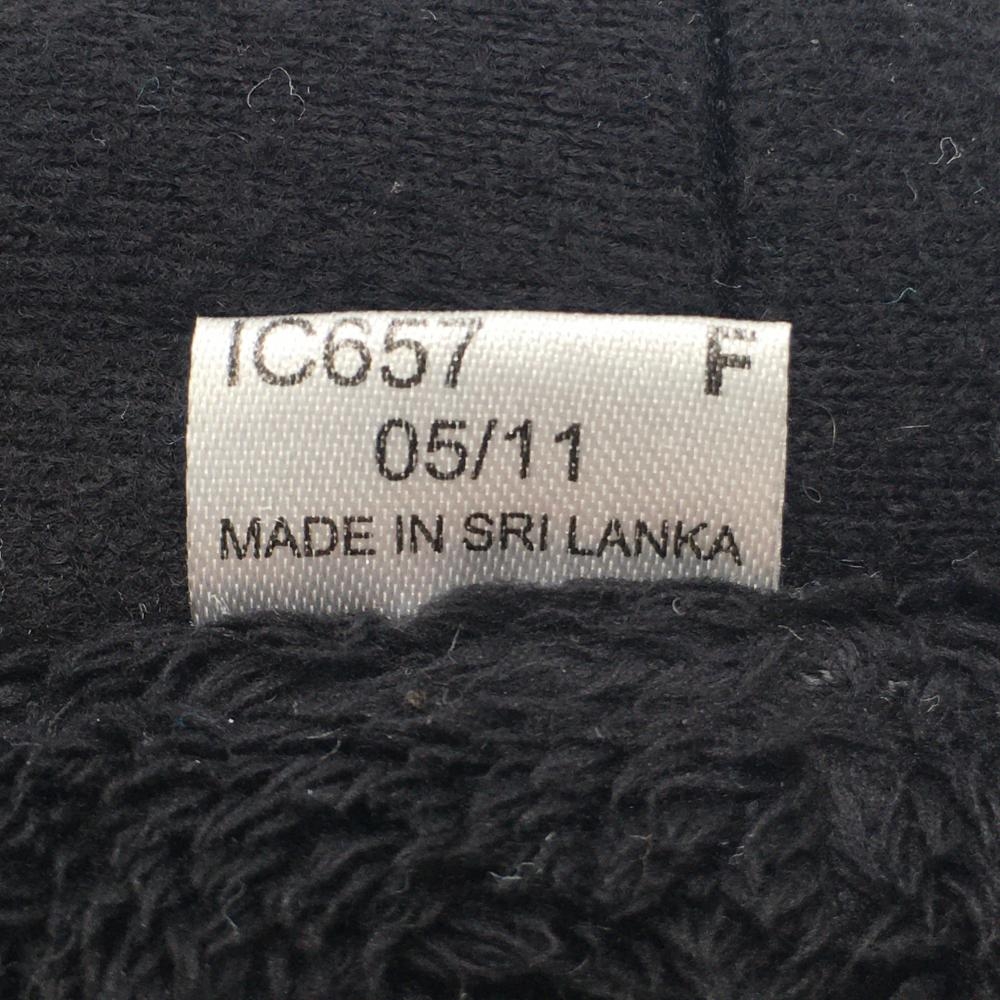 IC657 F
05/11
MADE IN SRI LANKA